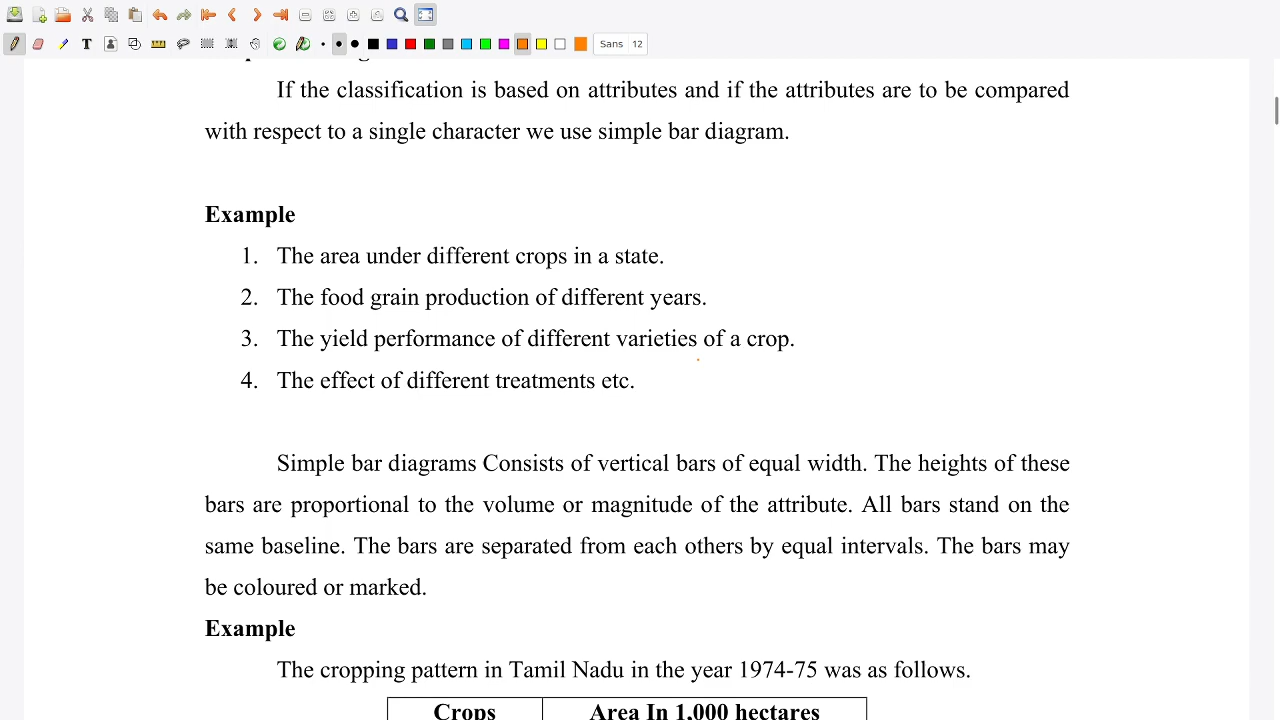 Sans 12
If the classification is based on attributes and if the attributes are to be compared
with respect to a single character we use simple bar diagram.
Example
1. The area under different crops in a state.
2. The food grain production of different years.
3. The yield performance of different varieties of a crop.
4. The effect of different treatments etc.
Simple bar diagrams Consists of vertical bars of equal width. The heights of these
bars are proportional to the volume or magnitude of the attribute. All bars stand on the
same baseline. The bars are separated from each others by equal intervals. The bars may
be coloured or marked.
Example
The cropping pattern in Tamil Nadu in the year 1974-75 was as follows.
Crops Area In 1,000 hectares